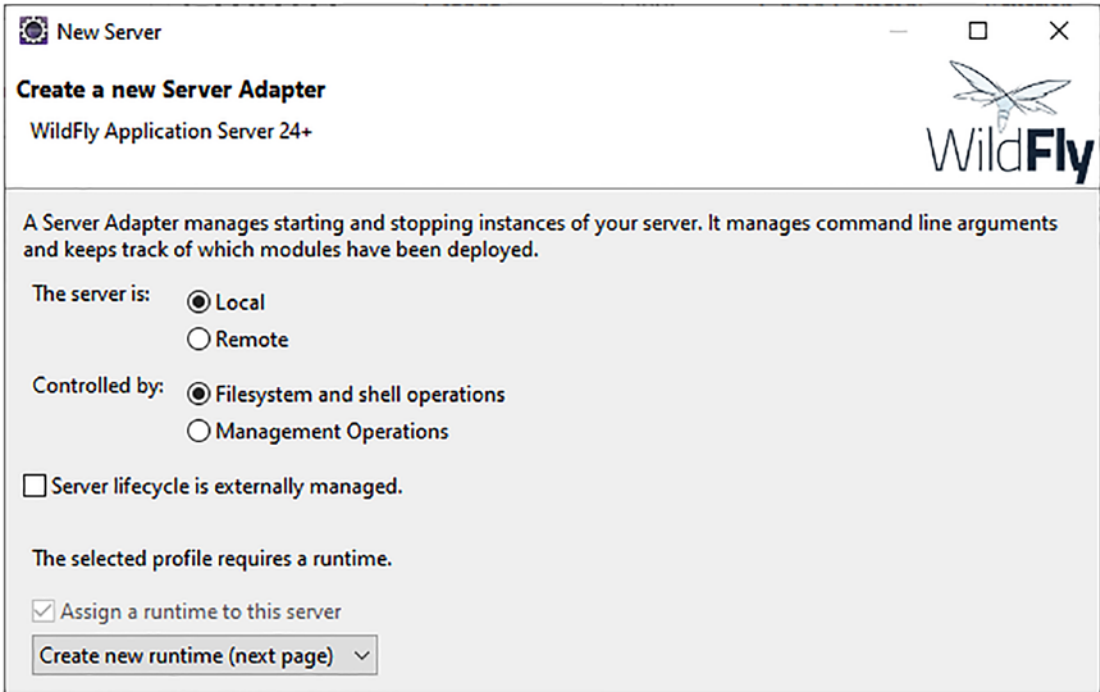 New Server
Create a new Server Adapter
WildFly Application Server 24+
WildFly
A Server Adapter manages starting and stopping instances of your server. It manages command line arguments
and keeps track of which modules have been deployed.
The server is:
Local
Remote
Controlled by:
Filesystem and shell operations
Management Operations
Server lifecycle is externally managed.
The selected profile requires a runtime.
Assign a runtime to this server
Create new runtime (next page)